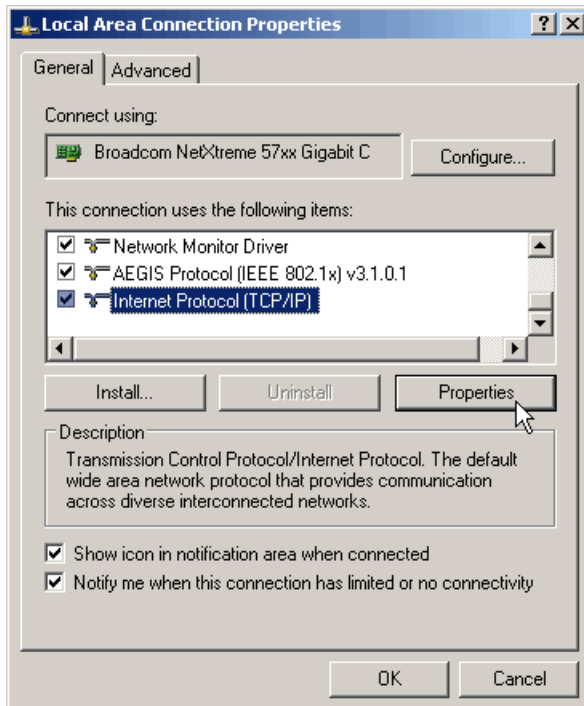 Local Area Connection Properties
General
Advanced
Connect using:
Broadcom NetXtreme 57xx Gigabit C
Configure...
This connection uses the following items:
Network Monitor Driver
AEGIS Protocol (IEEE 802.1x) v3.1.0.1
Internet Protocol (TCP/IP)
Install...
Uninstall
Properties
Description
Transmission Control Protocol/Internet Protocol. The default
wide area network protocol that provides communication
across diverse interconnected networks.
Show icon in notification area when connected
Notify me when this connection has limited or no connectivity
OK
Cancel